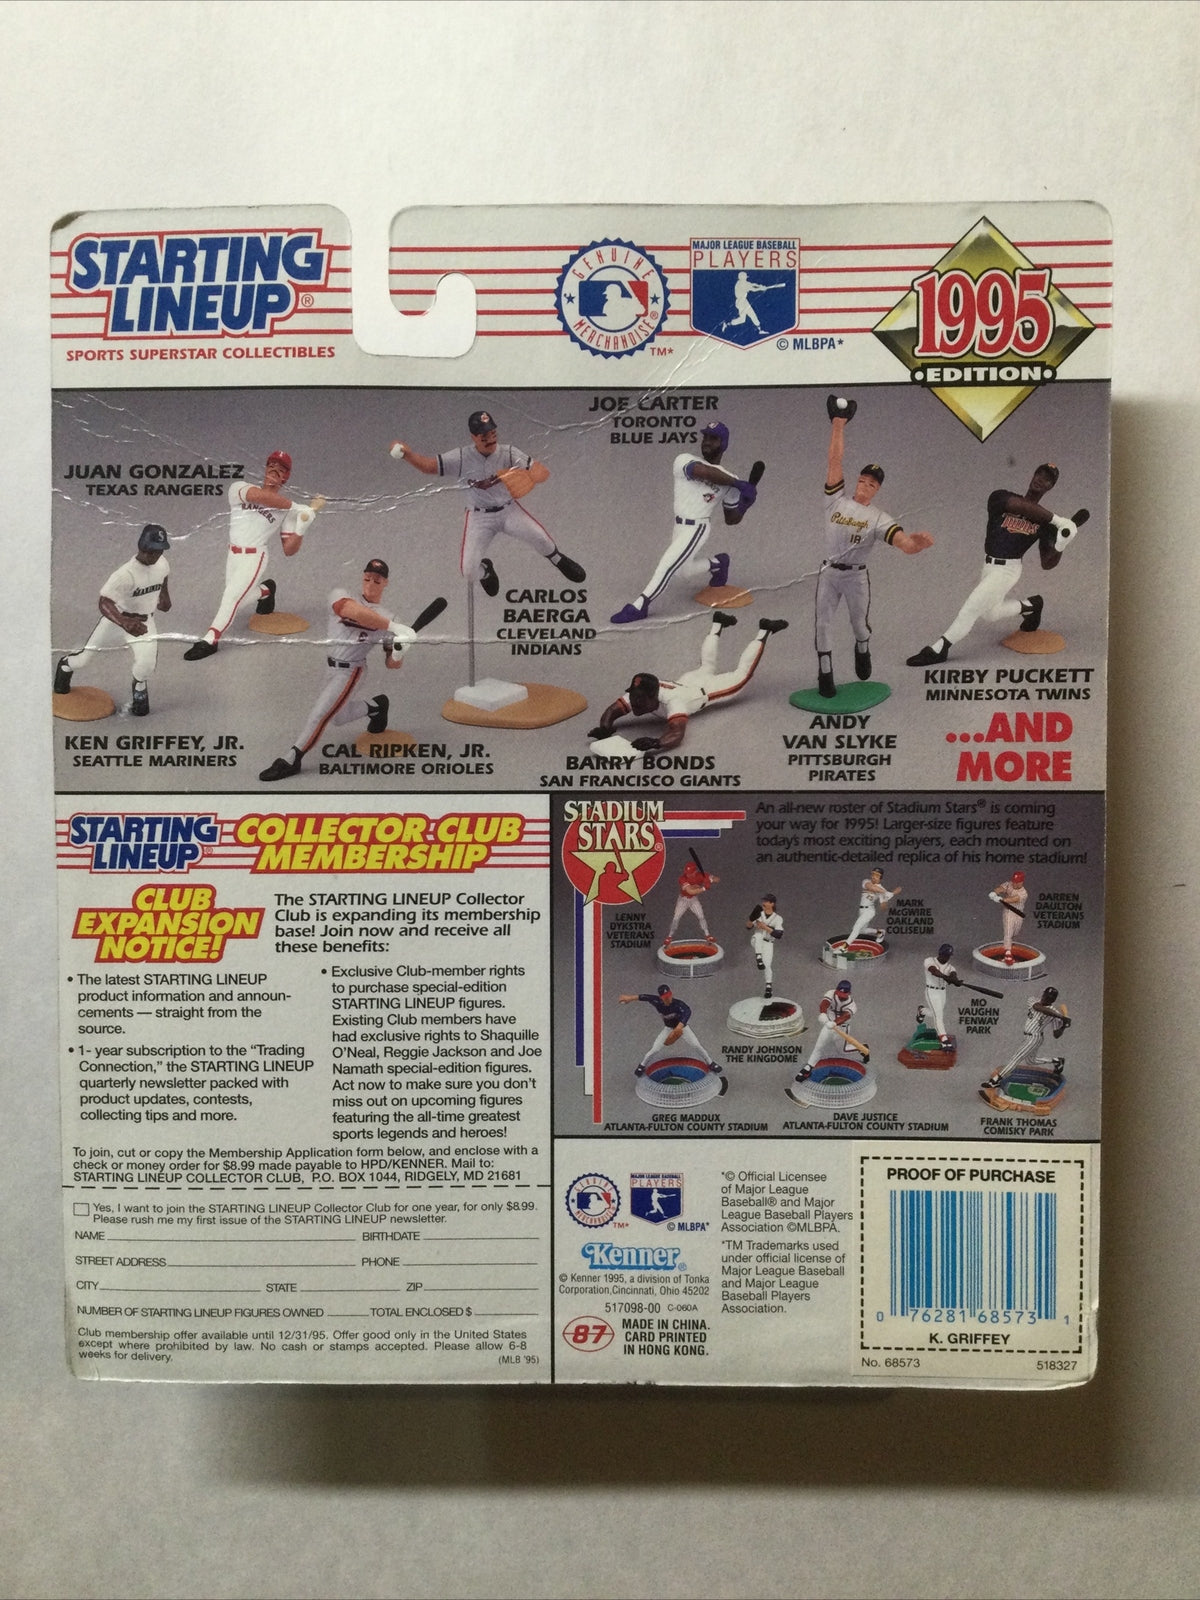 STARTING
LINEUP®
SPORTS SUPERSTAR COLLECTIBLES
GENUINE
MERCHANDISE®
TM*
MAJOR LEAGUE BASEBALL
PLAYERS
© MLBPA*
1995
•EDITION•
JUAN GONZALEZ
TEXAS RANGERS
JOE CARTER
TORONTO
BLUE JAYS
CARLOS
BAERGA
CLEVELAND
INDIANS
KIRBY PUCKETT
MINNESOTA TWINS
KEN GRIFFEY, JR.
SEATTLE MARINERS
CAL RIPKEN, JR.
BALTIMORE ORIOLES
BARRY BONDS
SAN FRANCISCO GIANTS
ANDY
VAN SLYKE
PITTSBURGH
PIRATES
...AND
MORE
RANGERS
Pittsburgh
18
S
STARTING
LINEUP®
COLLECTOR CLUB
MEMBERSHIP
CLUB
EXPANSION
NOTICE!
The STARTING LINEUP Collector
Club is expanding its membership
base! Join now and receive all
these benefits:
• The latest STARTING LINEUP
product information and announ-
cements — straight from the
source.
• 1- year subscription to the “Trading
Connection,” the STARTING LINEUP
quarterly newsletter packed with
product updates, contests,
collecting tips and more.
• Exclusive Club-member rights
to purchase special-edition
STARTING LINEUP figures.
Existing Club members have
had exclusive rights to Shaquille
O’Neal, Reggie Jackson and Joe
Namath special-edition figures.
Act now to make sure you don’t
miss out on upcoming figures
featuring the all-time greatest
sports legends and heroes!
To join, cut or copy the Membership Application form below, and enclose with a
check or money order for $8.99 made payable to HPD/KENNER. Mail to:
STARTING LINEUP COLLECTOR CLUB, P.O. BOX 1044, RIDGELY, MD 21681
Yes, I want to join the STARTING LINEUP Collector Club for one year, for only $8.99.
Please rush me my first issue of the STARTING LINEUP newsletter.
NAME BIRTHDATE
STREET ADDRESS PHONE
CITY STATE ZIP
NUMBER OF STARTING LINEUP FIGURES OWNED TOTAL ENCLOSED $
Club membership offer available until 12/31/95. Offer good only in the United States
except where prohibited by law. No cash or stamps accepted. Please allow 6-8
weeks for delivery.
(MLB '95)
STADIUM
STARS®
An all-new roster of Stadium Stars® is coming
your way for 1995! Larger-size figures feature
today's most exciting players, each mounted on
an authentic-detailed replica of his home stadium!
LENNY
DYKSTRA
VETERANS
STADIUM
MARK
McGWIRE
OAKLAND
COLISEUM
DARREN
DAULTON
VETERANS
STADIUM
RANDY JOHNSON
THE KINGDOME
MO
VAUGHN
FENWAY
PARK
GREG MADDUX
ATLANTA-FULTON COUNTY STADIUM
DAVE JUSTICE
ATLANTA-FULTON COUNTY STADIUM
FRANK THOMAS
COMISKY PARK
GENUINE
MERCHANDISE
TM*
MAJOR LEAGUE BASEBALL
PLAYERS
© MLBPA*
Kenner®
© Kenner 1995, a division of Tonka
Corporation,Cincinnati, Ohio 45202
517098-00 C-060A
87
MADE IN CHINA.
CARD PRINTED
IN HONG KONG.
*© Official Licensee
of Major League
Baseball® and Major
League Baseball Players
Association ©MLBPA.
*TM Trademarks used
under official license of
Major League Baseball
and Major League
Baseball Players
Association.
PROOF OF PURCHASE
0 76281 68573 1
K. GRIFFEY
No. 68573
518327